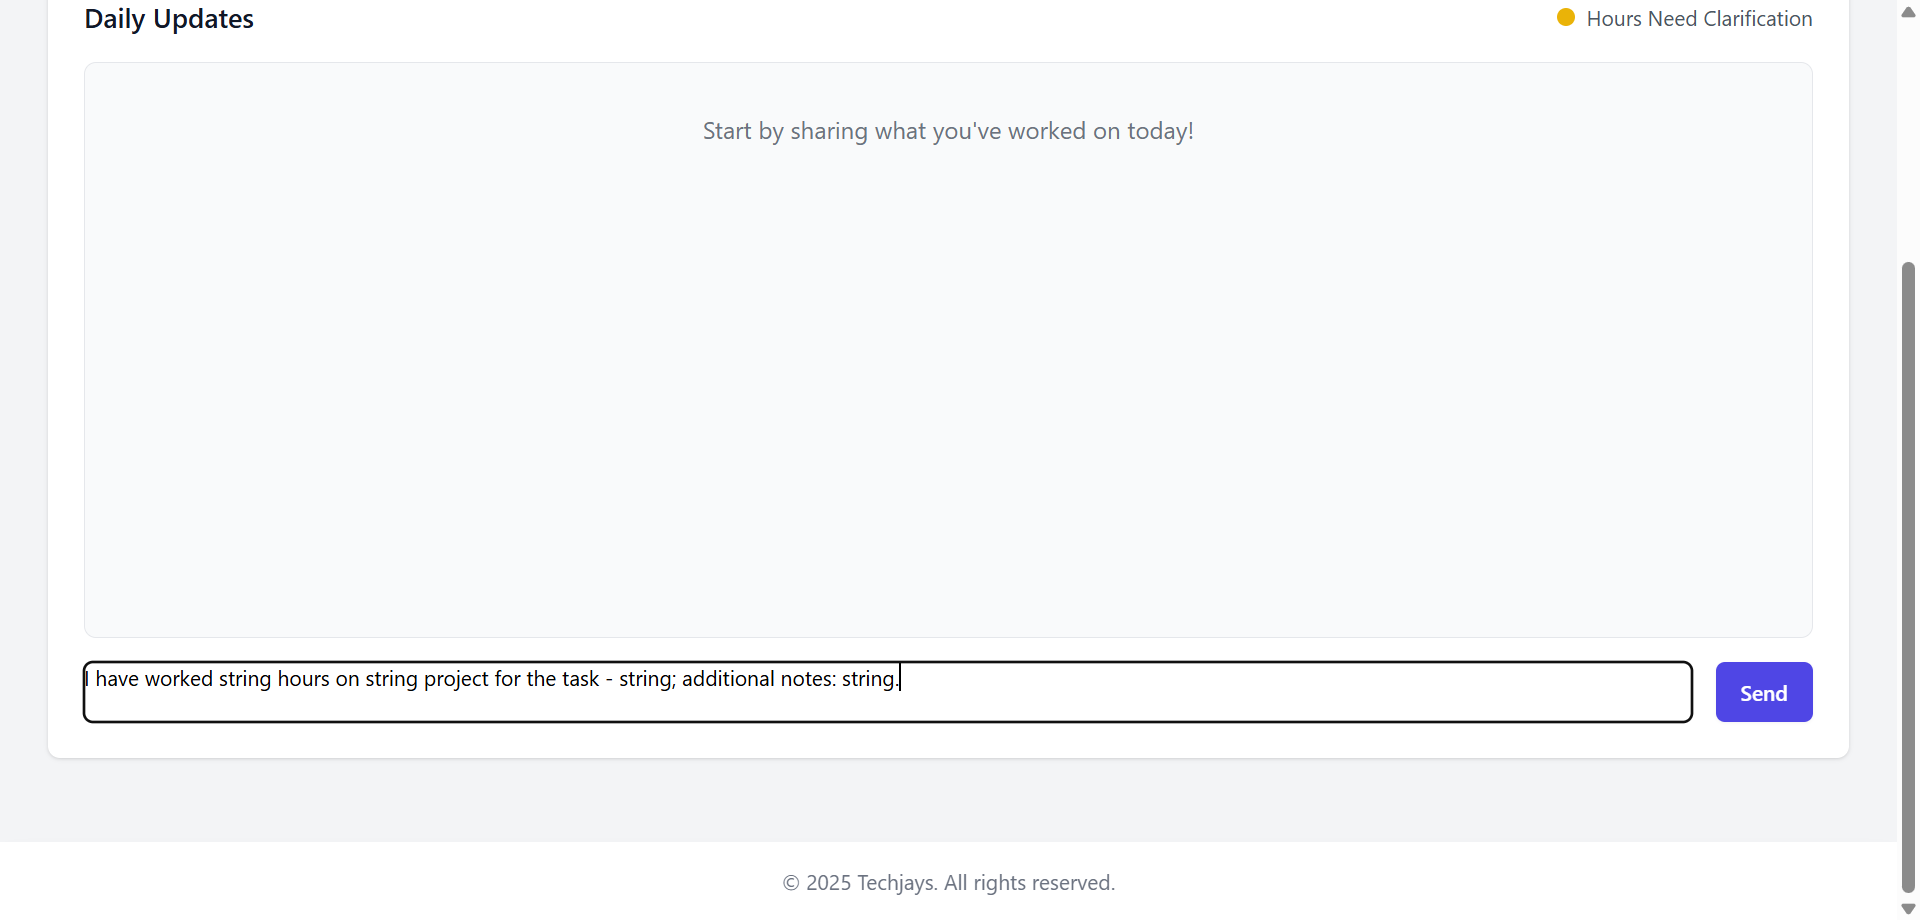 Daily Updates
Hours Need Clarification
Start by sharing what you've worked on today!
I have worked string hours on string project for the task - string; additional notes: string.
Send
© 2025 Techjays. All rights reserved.